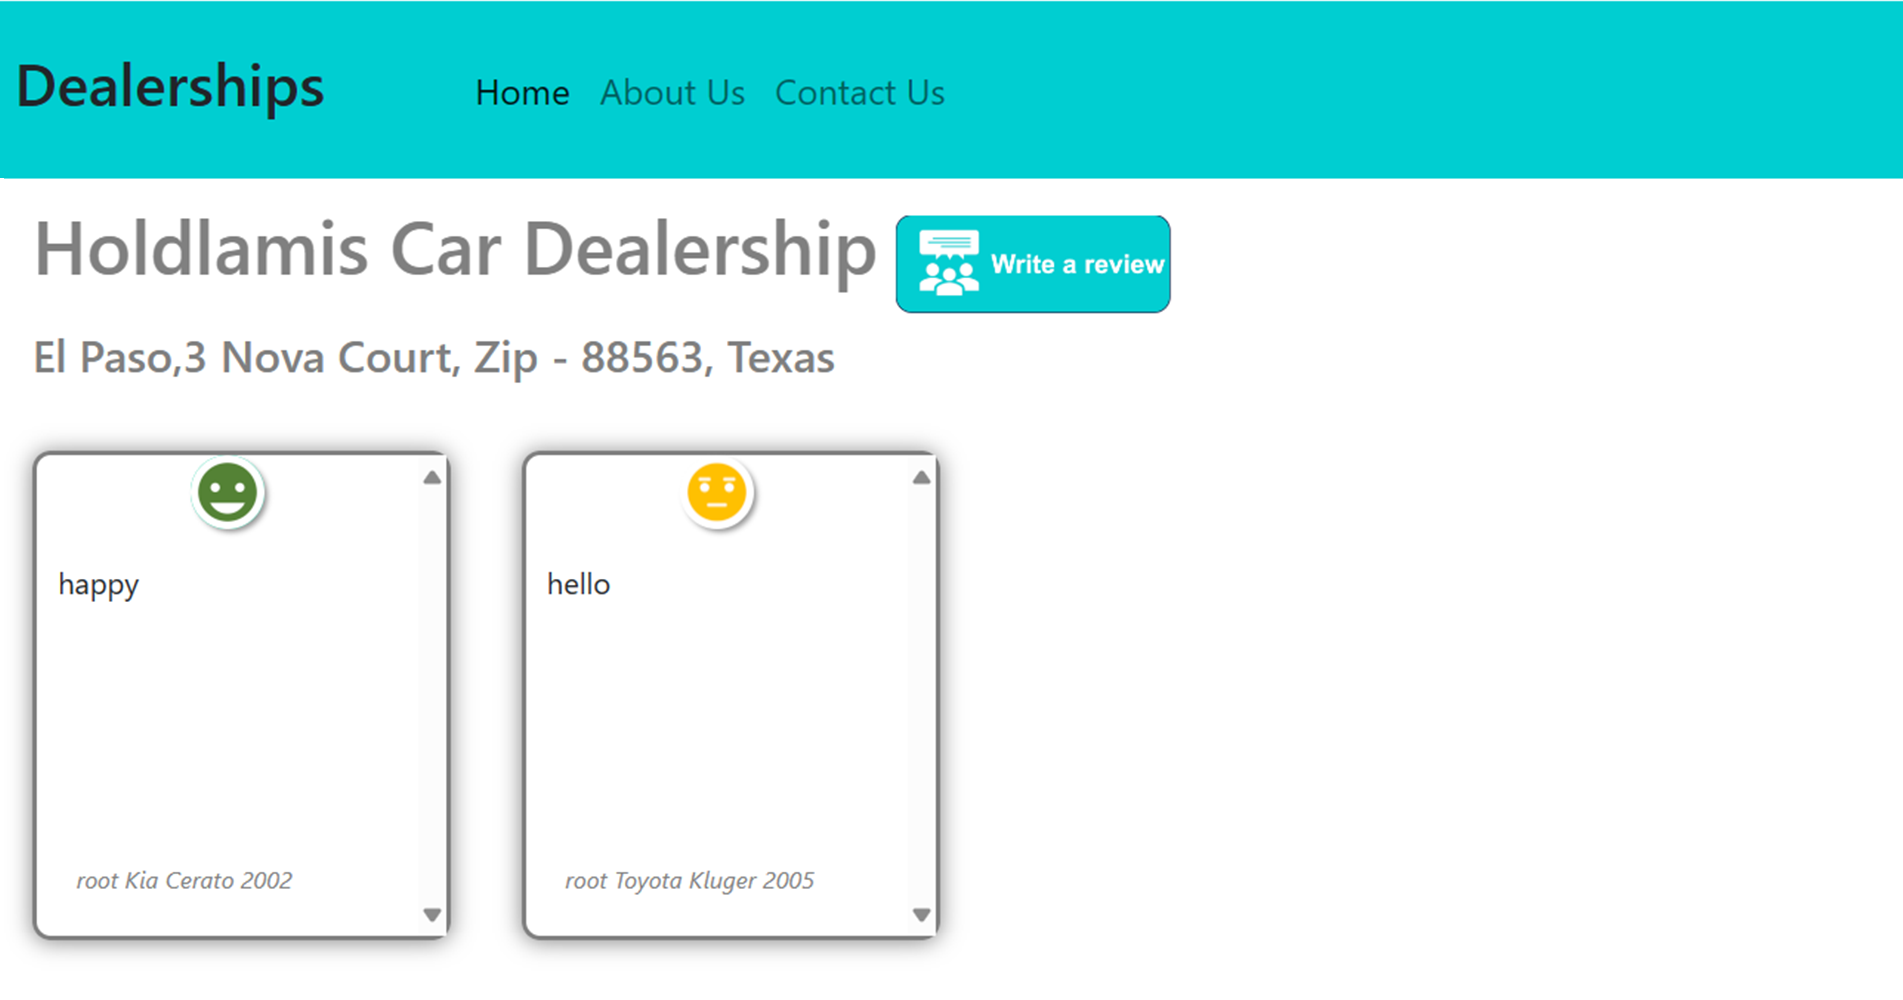 Dealerships Home About Us Contact Us
Holdlamis Car Dealership Write a review
El Paso,3 Nova Court, Zip - 88563, Texas
happy
root Kia Cerato 2002
hello
root Toyota Kluger 2005